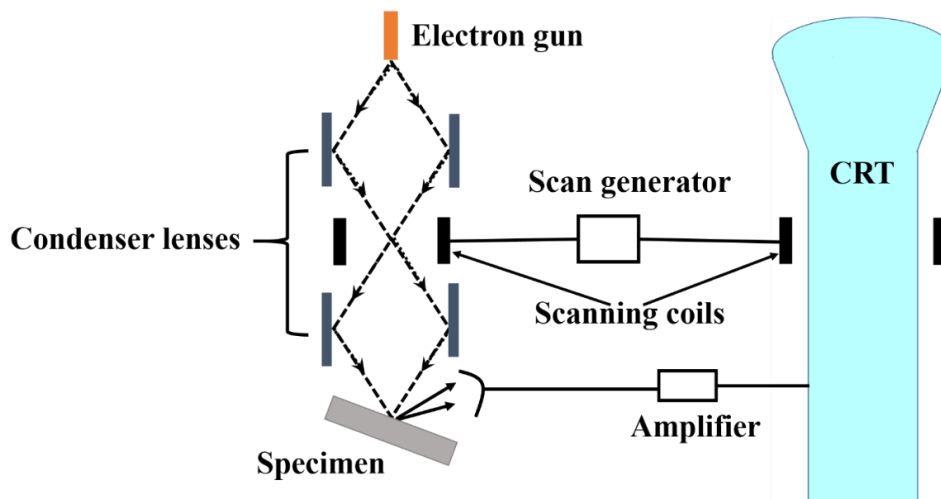 Electron gun
CRT
Scan generator
Condenser lenses
Scanning coils
Amplifier
Specimen